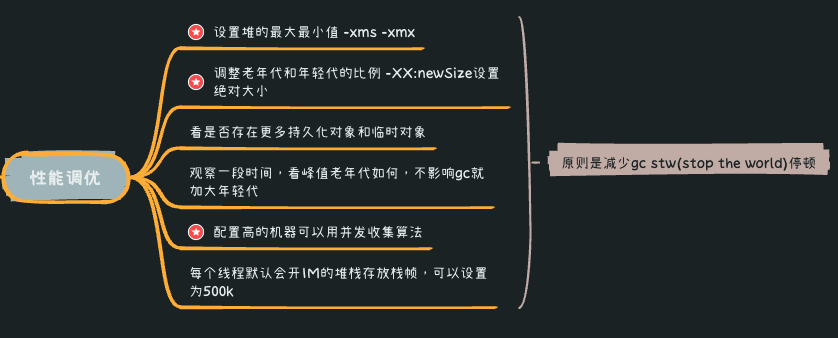 设置堆的最大最小值 -xms -xmx
调整老年代和年轻代的比例 -XX:newSize设置
绝对大小
看是否存在更多持久化对象和临时对象
观察一段时间，看峰值老年代如何，不影响gc就
加大年轻代
配置高的机器可以用并发收集算法
每个线程默认会开1M的堆栈存放栈帧，可以设置
为500k
性能调优
原则是减少gc stw(stop the world)停顿